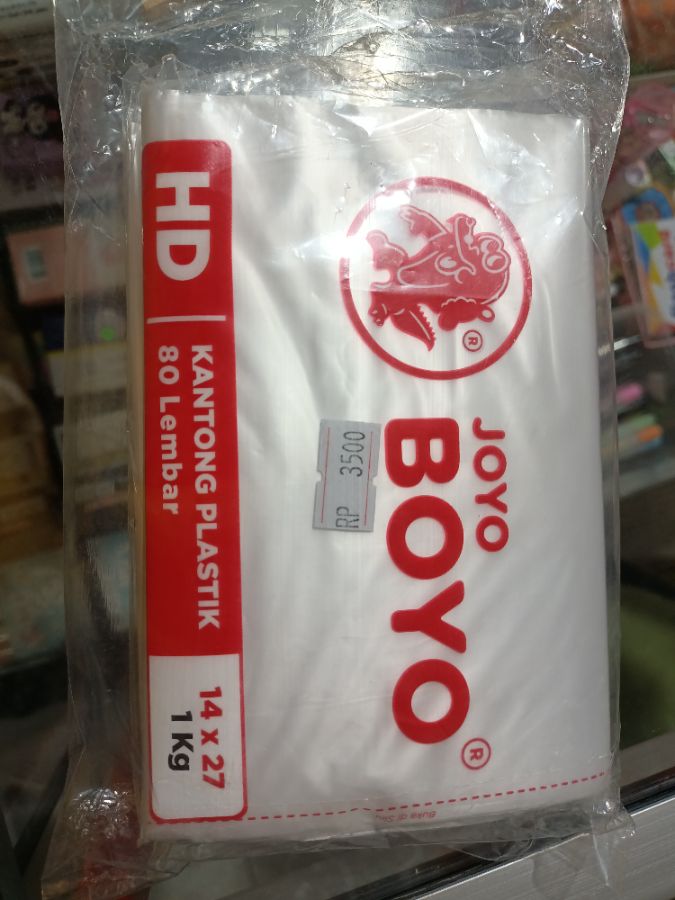 ®
JOYO
BOYO®
RP 3500
HD
KANTONG PLASTIK
80 Lembar
14 x 27
1 Kg